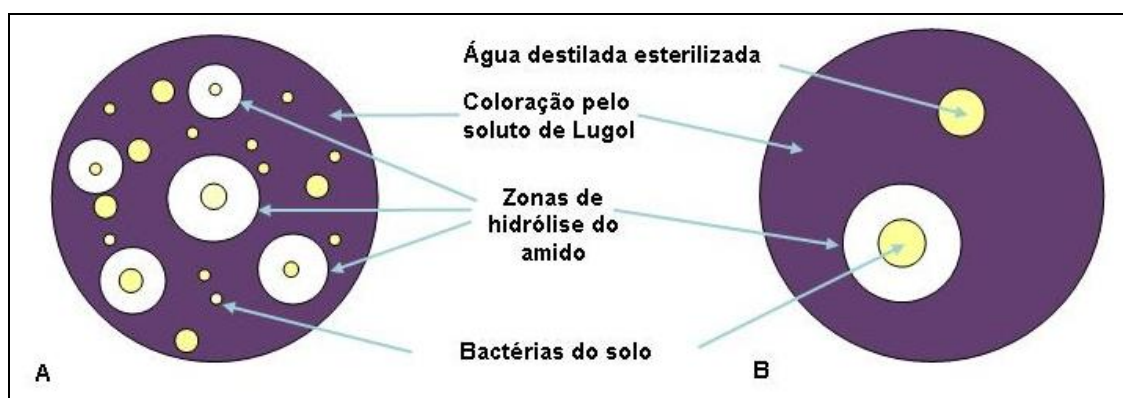 Água destilada esterilizada
Coloração pelo
soluto de Lugol
Zonas de
hidrólise do
amido
Bactérias do solo
A
B